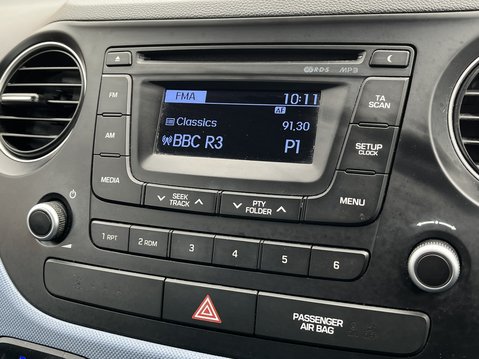 RDS MP3
FM
FMA 10:11
AF
TA
SCAN
Classics 91.30
AM
BBC R3 P1
SETUP
CLOCK
MEDIA
SEEK
TRACK
PTY
FOLDER
MENU
1 RPT 2 RDM 3 4 5 6
PASSENGER
AIR BAG